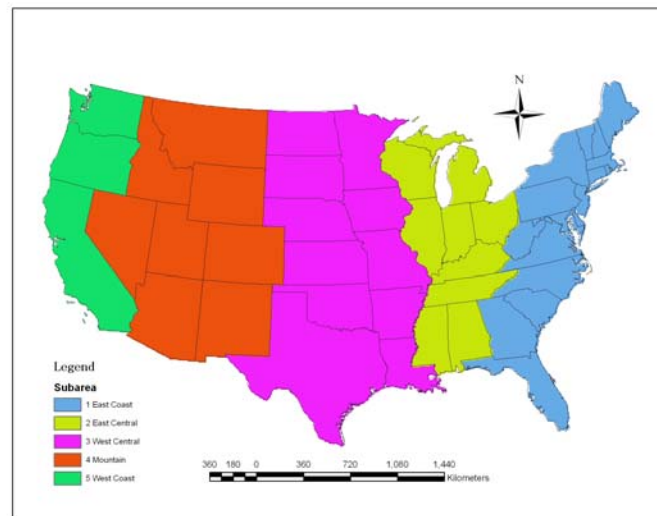 N
Legend
Subarea
1 East Coast
2 East Central
3 West Central
4 Mountain
5 West Coast
360 180 0 360 720 1,080 1,440
Kilometers